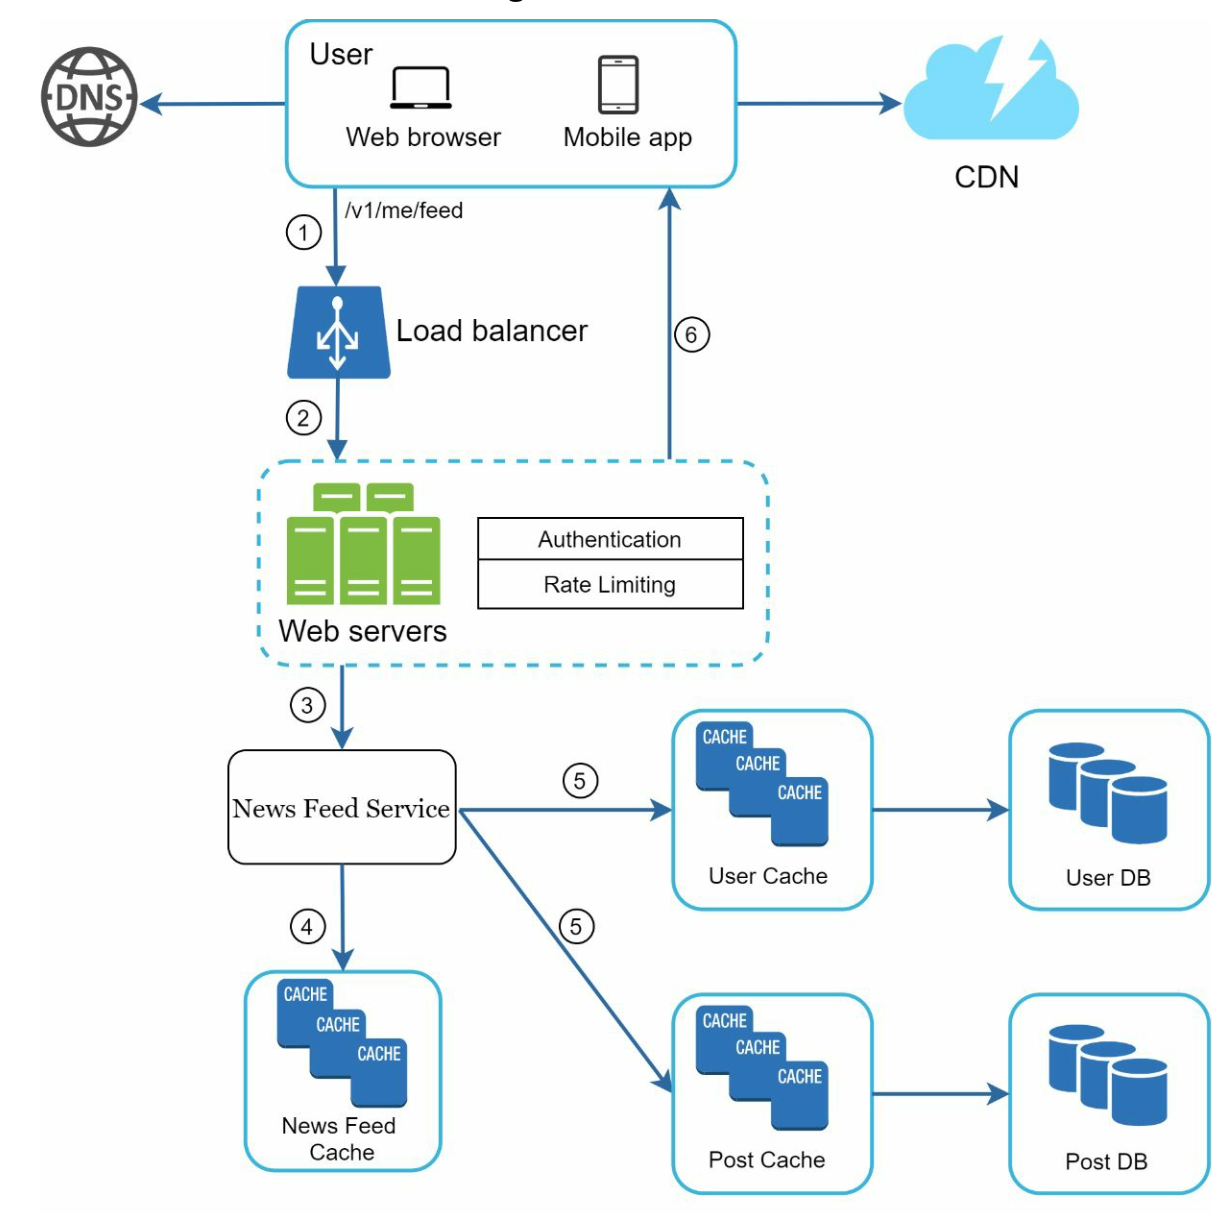 User
DNS
Web browser
Mobile app
CDN
/v1/me/feed
1
Load balancer
6
2
Authentication
Rate Limiting
Web servers
3
CACHE
CACHE
CACHE
User Cache
User DB
5
News Feed Service
4
5
CACHE
CACHE
CACHE
News Feed
Cache
CACHE
CACHE
CACHE
Post Cache
Post DB